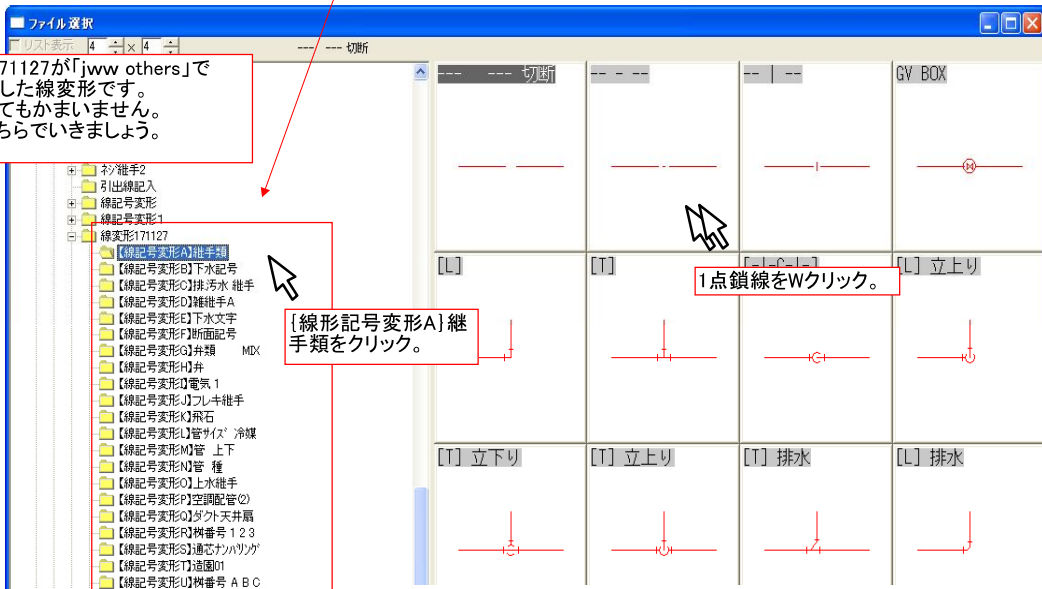 ファイル選択
リスト表示 4 × 4 --- --- 切断
71127が「jww others」で
した線変形です。
てもかまいません。
ちらでいきましょう。
ネジ継手2
引出線記入
線記号変形
線記号変形1
線変形171127
【線記号変形A】継手類
【線記号変形B】下水記号
【線記号変形C】排汚水 継手
【線記号変形D】雑継手A
【線記号変形E】下水文字
【線記号変形F】断面記号
【線記号変形G】弁類 MIX
【線記号変形H】弁
【線記号変形I】電気 1
【線記号変形J】フレキ継手
【線記号変形K】飛石
【線記号変形L】管サイズ 冷媒
【線記号変形M】管 上下
【線記号変形N】管 種
【線記号変形O】上水継手
【線記号変形P】空調配管(2)
【線記号変形Q】ダクト天井扇
【線記号変形R】桝番号 1 2 3
【線記号変形S】通芯ナンバリング
【線記号変形T】造園01
【線記号変形U】桝番号 A B C
{線形記号変形A}継
手類をクリック。
--- --- 切断
-- - --
-- | --
GV BOX
[L]
[T]
[-|-C-|-]
[L] 立上り
1点鎖線をWクリック。
[T] 立下り
[T] 立上り
[T] 排水
[L] 排水